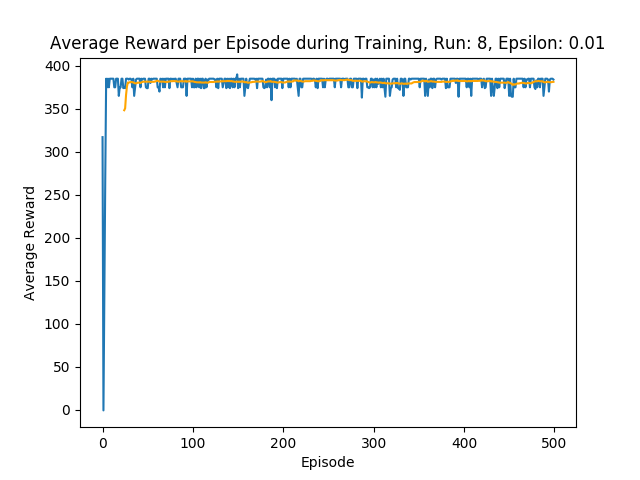 Average Reward per Episode during Training, Run: 8, Epsilon: 0.01
Average Reward
400
350
300
250
200
150
100
50
0
0 100 200 300 400 500
Episode